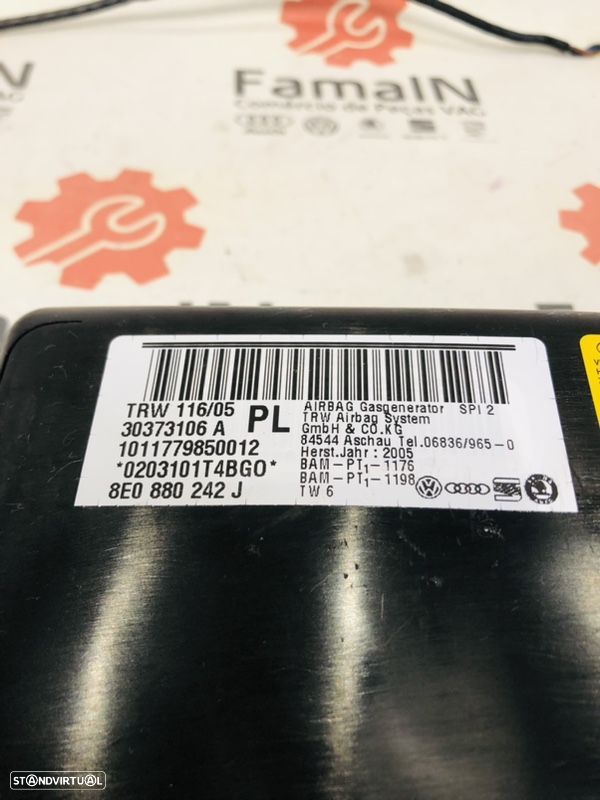 FamaIN
Comércio de Peças VAG
TRW 116/05
30373106 A
PL
1011779850012
*0203101T4BGO*
8E0 880 242 J
AIRBAG Gasgenerator SPI 2
TRW Airbag System
GmbH & CO.KG
84544 Aschau Tel.06836/965-0
Herst.Jahr : 2005
BAM-PT1-1176
BAM-PT1-1198
TW 6
STANDVIRTUAL